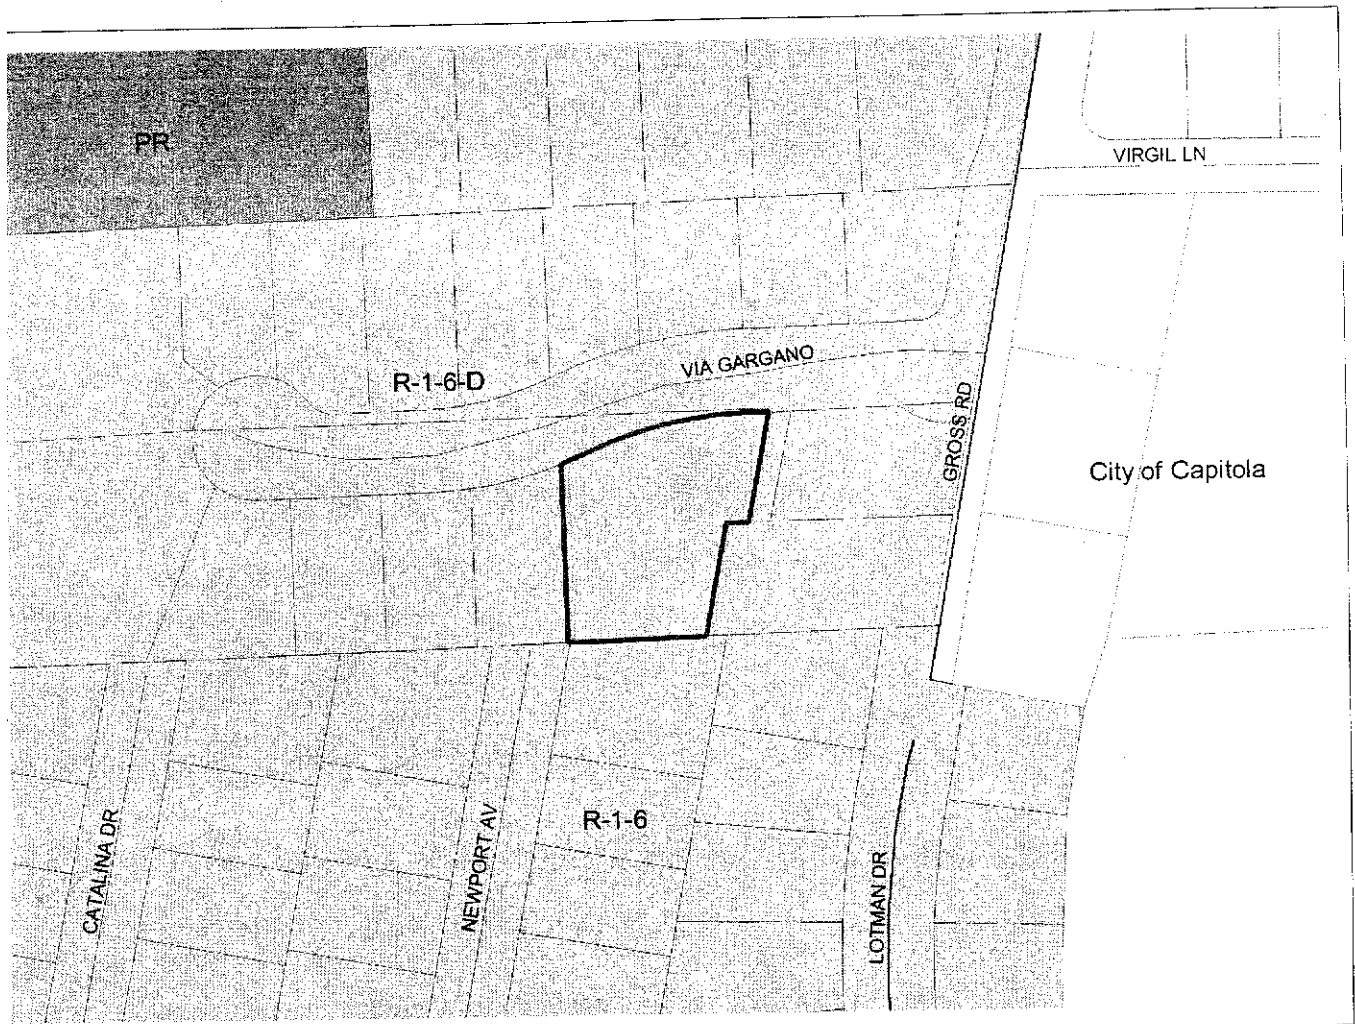 PR
VIRGIL LN
VIA GARGANO
R-1-6-D
GROSS RD
City of Capitola
R-1-6
CATALINA DR
NEWPORT AV
LOTMAN DR